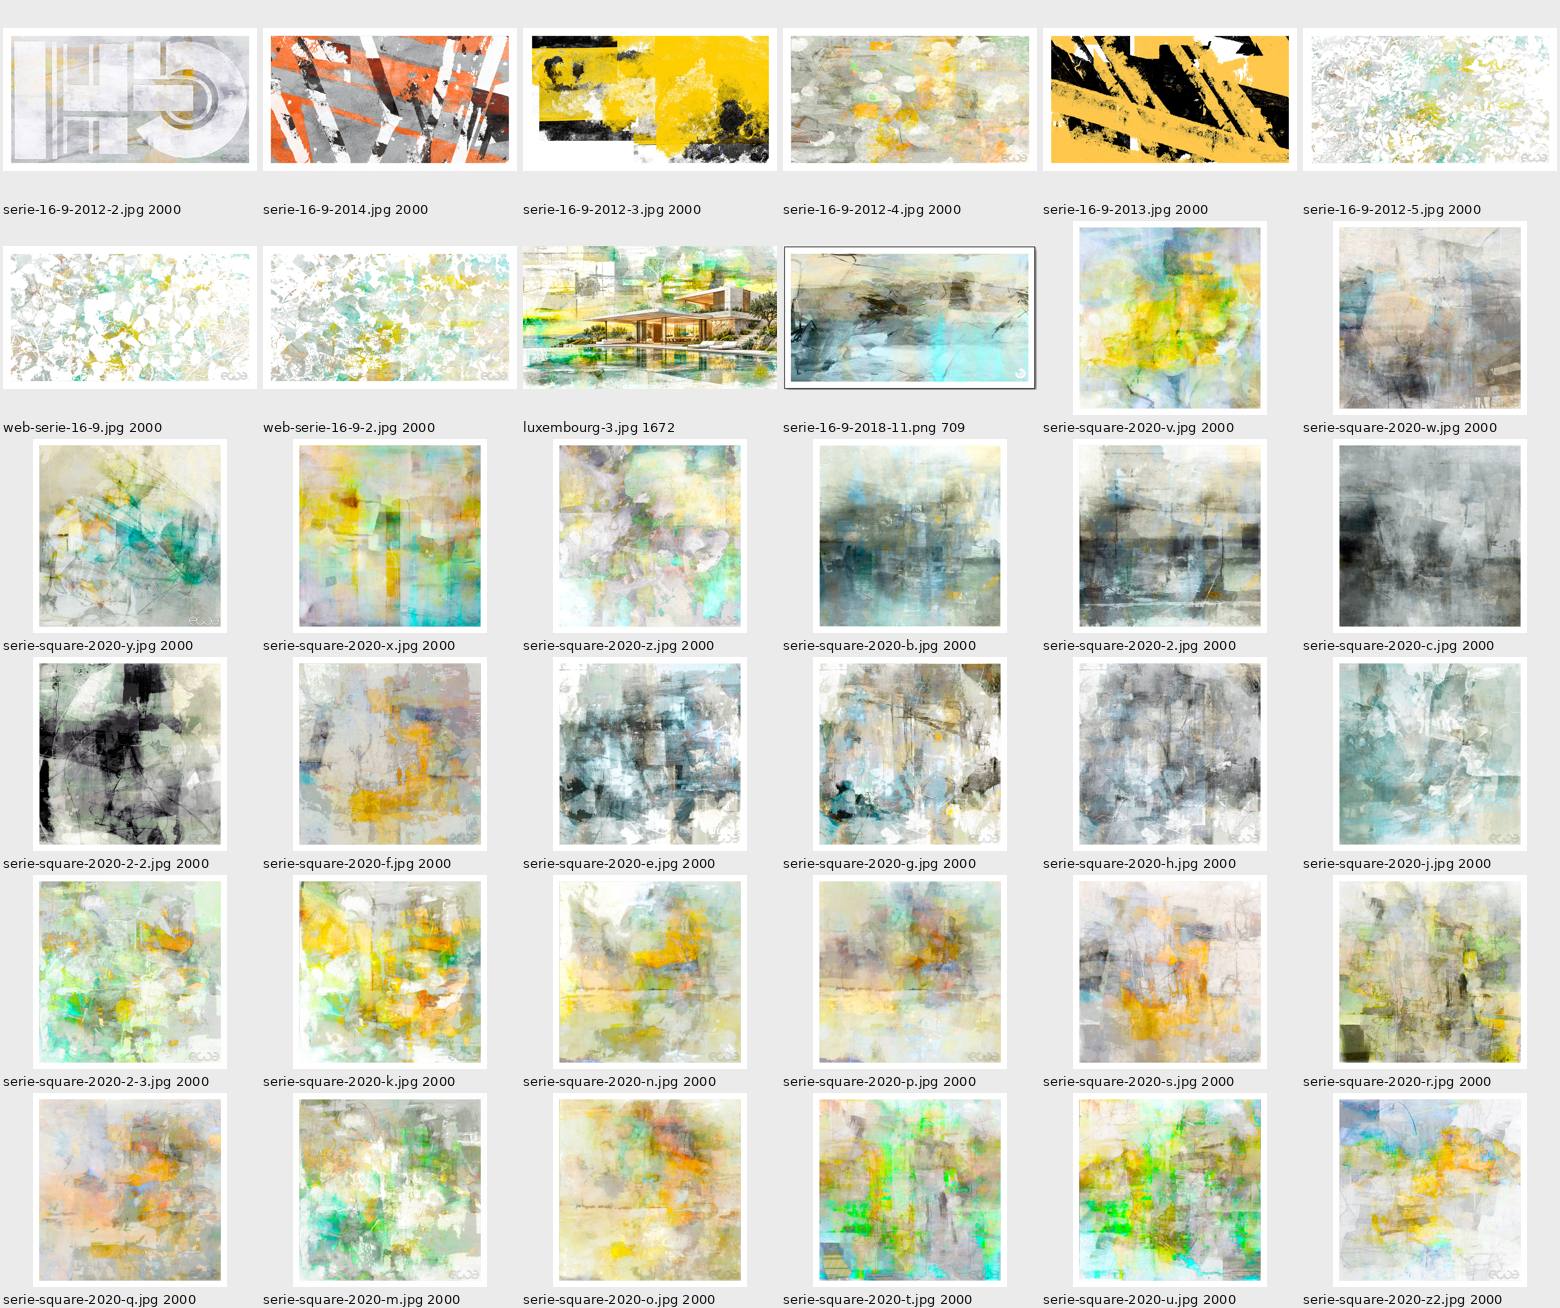 serie-16-9-2012-2.jpg 2000
serie-16-9-2014.jpg 2000
serie-16-9-2012-3.jpg 2000
serie-16-9-2012-4.jpg 2000
serie-16-9-2013.jpg 2000
serie-16-9-2012-5.jpg 2000
web-serie-16-9.jpg 2000
web-serie-16-9-2.jpg 2000
luxembourg-3.jpg 1672
serie-16-9-2018-11.png 709
serie-square-2020-v.jpg 2000
serie-square-2020-w.jpg 2000
serie-square-2020-y.jpg 2000
serie-square-2020-x.jpg 2000
serie-square-2020-z.jpg 2000
serie-square-2020-b.jpg 2000
serie-square-2020-2.jpg 2000
serie-square-2020-c.jpg 2000
serie-square-2020-2-2.jpg 2000
serie-square-2020-f.jpg 2000
serie-square-2020-e.jpg 2000
serie-square-2020-g.jpg 2000
serie-square-2020-h.jpg 2000
serie-square-2020-j.jpg 2000
serie-square-2020-2-3.jpg 2000
serie-square-2020-k.jpg 2000
serie-square-2020-n.jpg 2000
serie-square-2020-p.jpg 2000
serie-square-2020-s.jpg 2000
serie-square-2020-r.jpg 2000
serie-square-2020-q.jpg 2000
serie-square-2020-m.jpg 2000
serie-square-2020-o.jpg 2000
serie-square-2020-t.jpg 2000
serie-square-2020-u.jpg 2000
serie-square-2020-z2.jpg 2000